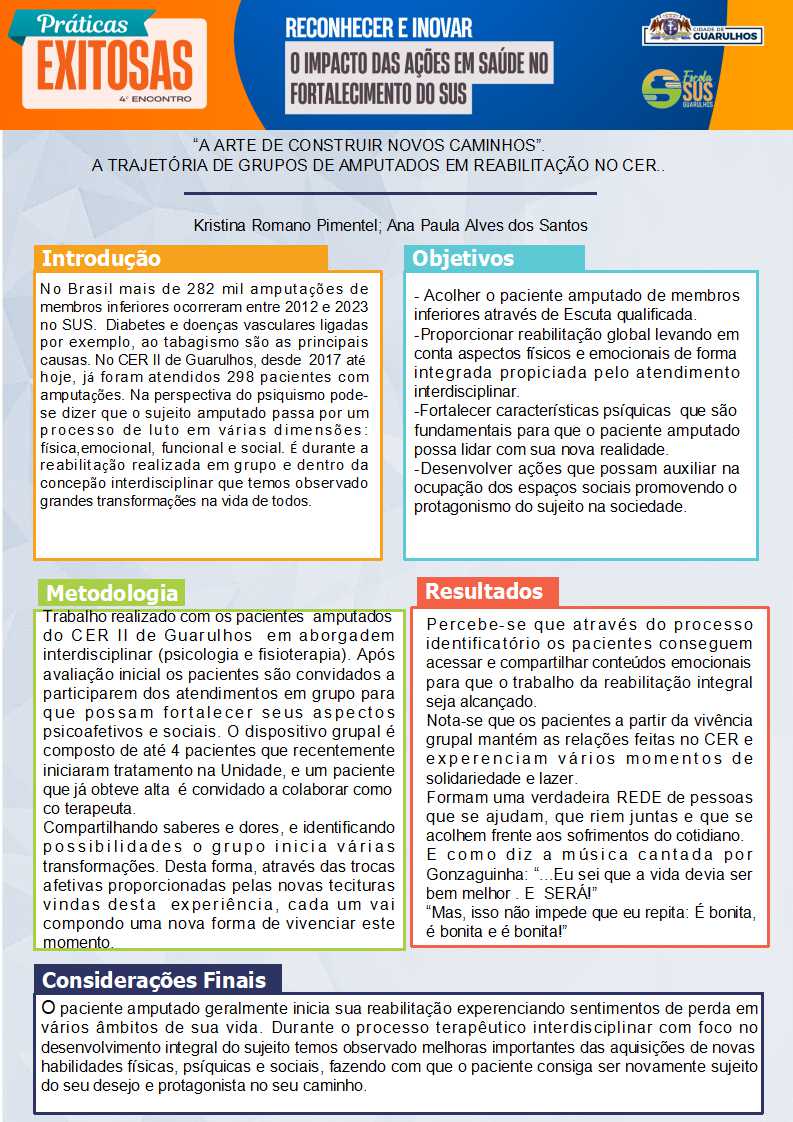 Práticas
EXITOSAS
4º ENCONTRO
RECONHECER E INOVAR
O IMPACTO DAS AÇÕES EM SAÚDE NO
FORTALECIMENTO DO SUS
CIDADE DE
GUARULHOS
Escola
SUS
GUARULHOS
“A ARTE DE CONSTRUIR NOVOS CAMINHOS”.
A TRAJETÓRIA DE GRUPOS DE AMPUTADOS EM REABILITAÇÃO NO CER..
Kristina Romano Pimentel; Ana Paula Alves dos Santos
Introdução
No Brasil mais de 282 mil amputações de
membros inferiores ocorreram entre 2012 e 2023
no SUS. Diabetes e doenças vasculares ligadas
por exemplo, ao tabagismo são as principais
causas. No CER II de Guarulhos, desde 2017 até
hoje, já foram atendidos 298 pacientes com
amputações. Na perspectiva do psiquismo pode-
se dizer que o sujeito amputado passa por um
processo de luto em várias dimensões:
física,emocional, funcional e social. É durante a
reabilitação realizada em grupo e dentro da
concepão interdisciplinar que temos observado
grandes transformações na vida de todos.
Objetivos
- Acolher o paciente amputado de membros
inferiores através de Escuta qualificada.
-Proporcionar reabilitação global levando em
conta aspectos físicos e emocionais de forma
integrada propiciada pelo atendimento
interdisciplinar.
-Fortalecer características psíquicas que são
fundamentais para que o paciente amputado
possa lidar com sua nova realidade.
-Desenvolver ações que possam auxiliar na
ocupação dos espaços sociais promovendo o
protagonismo do sujeito na sociedade.
Metodologia
Trabalho realizado com os pacientes amputados
do CER II de Guarulhos em aborgadem
interdisciplinar (psicologia e fisioterapia). Após
avaliação inicial os pacientes são convidados a
participarem dos atendimentos em grupo para
que possam fortalecer seus aspectos
psicoafetivos e sociais. O dispositivo grupal é
composto de até 4 pacientes que recentemente
iniciaram tratamento na Unidade, e um paciente
que já obteve alta é convidado a colaborar como
co terapeuta.
Compartilhando saberes e dores, e identificando
possibilidades o grupo inicia várias
transformações. Desta forma, através das trocas
afetivas proporcionadas pelas novas tecituras
vindas desta experiência, cada um vai
compondo uma nova forma de vivenciar este
momento.
Resultados
Percebe-se que através do processo
identificatório os pacientes conseguem
acessar e compartilhar conteúdos emocionais
para que o trabalho da reabilitação integral
seja alcançado.
Nota-se que os pacientes a partir da vivência
grupal mantém as relações feitas no CER e
experenciam vários momentos de
solidariedade e lazer.
Formam uma verdadeira REDE de pessoas
que se ajudam, que riem juntas e que se
acolhem frente aos sofrimentos do cotidiano.
E como diz a música cantada por
Gonzaguinha: “...Eu sei que a vida devia ser
bem melhor . E SERÁ!”
“Mas, isso não impede que eu repita: É bonita,
é bonita e é bonita!”
Considerações Finais
O paciente amputado geralmente inicia sua reabilitação experenciando sentimentos de perda em
vários âmbitos de sua vida. Durante o processo terapêutico interdisciplinar com foco no
desenvolvimento integral do sujeito temos observado melhoras importantes das aquisições de novas
habilidades físicas, psíquicas e sociais, fazendo com que o paciente consiga ser novamente sujeito
do seu desejo e protagonista no seu caminho.